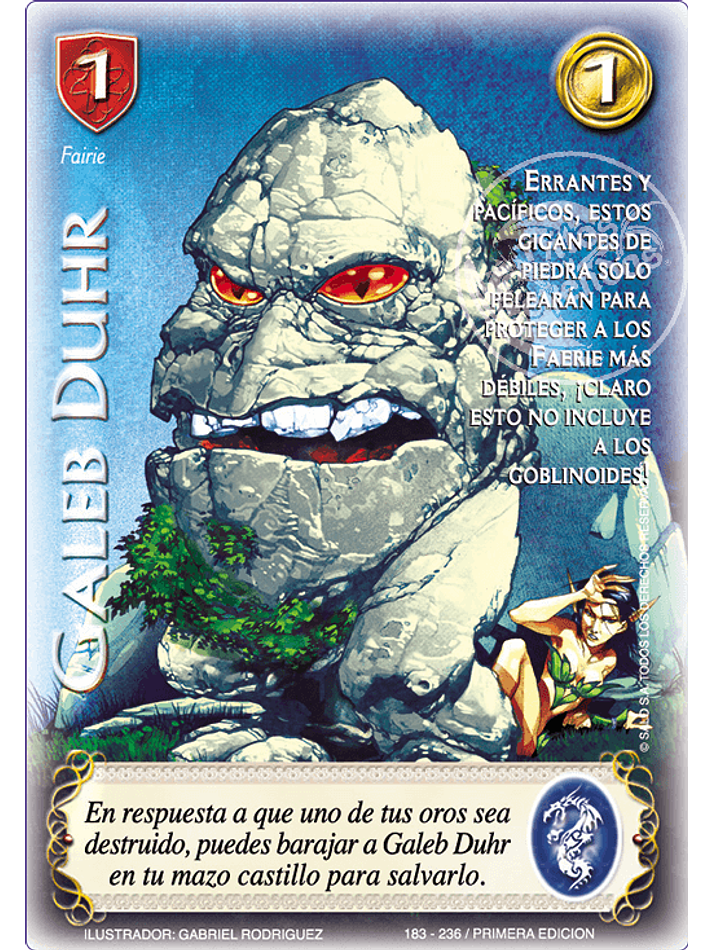 1
1
Fairie
GALEB DUHR
ERRANTES Y
PACÍFICOS, ESTOS
GIGANTES DE
PIEDRA SÓLO
PELEARÁN PARA
PROTEGER A LOS
FAERÍE MÁS
DÉBILES, ¡CLARO
ESTO NO INCLUYE
A LOS
GOBLINOIDES!
En respuesta a que uno de tus oros sea
destruido, puedes barajar a Galeb Duhr
en tu mazo castillo para salvarlo.
ILUSTRADOR: GABRIEL RODRIGUEZ
183 - 236 / PRIMERA EDICION